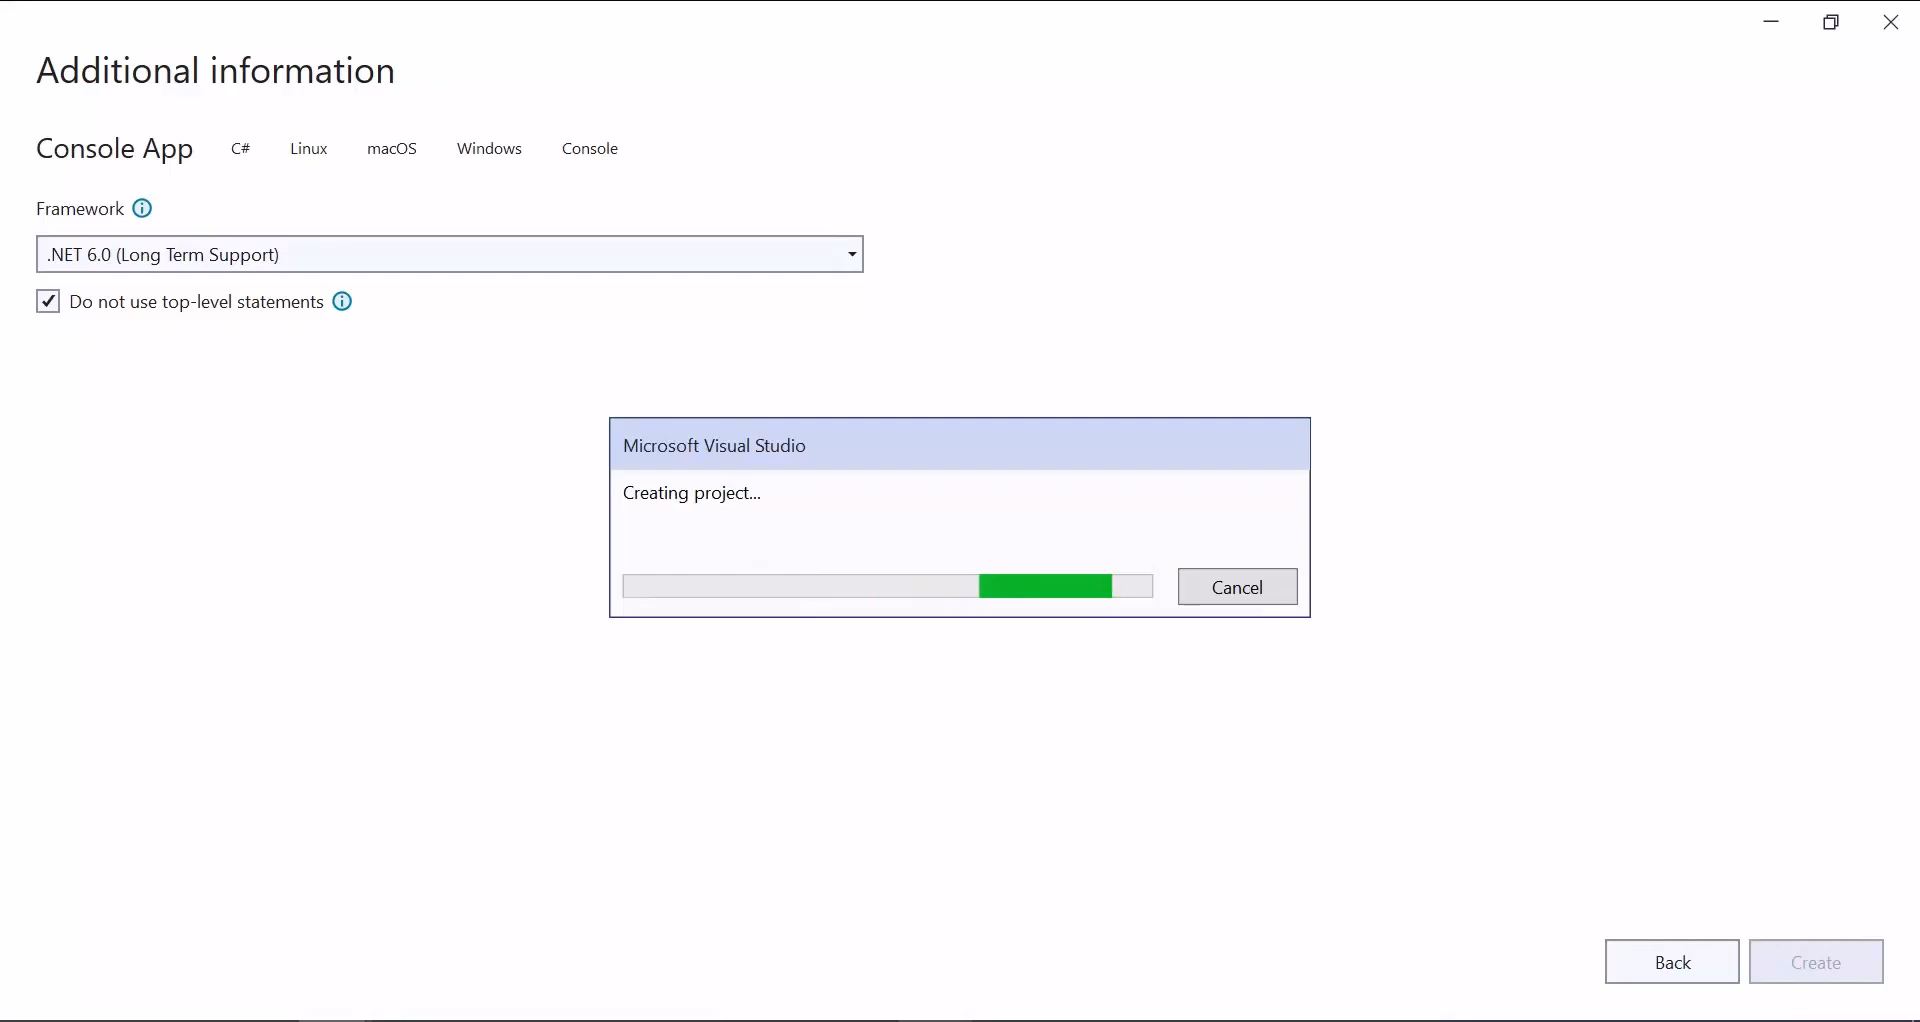 Additional information
Console App C# Linux macOS Windows Console
Framework
.NET 6.0 (Long Term Support)
Do not use top-level statements
Microsoft Visual Studio
Creating project...
Cancel
Back Create